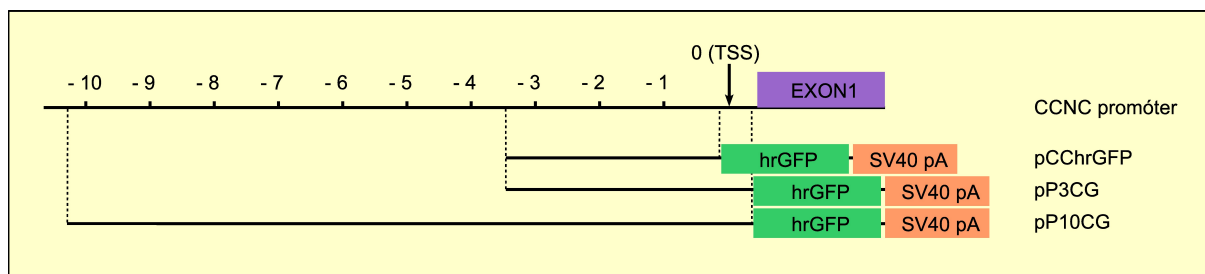 0 (TSS)
- 10 - 9 - 8 - 7 - 6 - 5 - 4 - 3 - 2 - 1
EXON1
CCNC promóter
hrGFP SV40 pA pCChrGFP
hrGFP SV40 pA pP3CG
hrGFP SV40 pA pP10CG